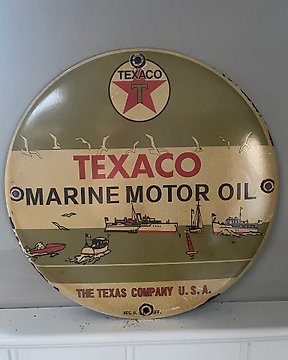 TEXACO
T
TEXACO
MARINE MOTOR OIL
THE TEXAS COMPANY U.S.A.